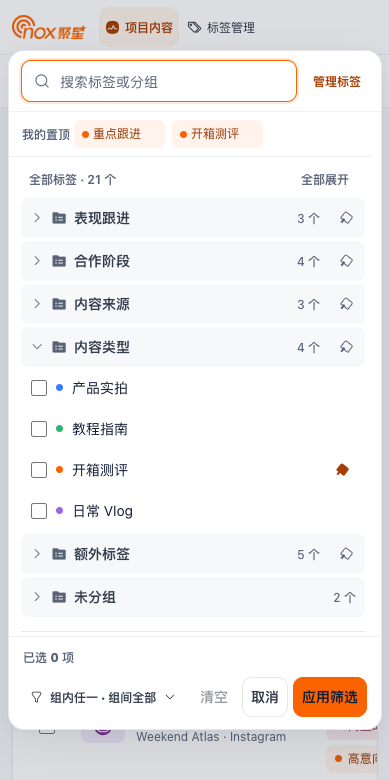 nox 聚星 项目内容 标签管理
搜索标签或分组 管理标签
我的置顶 重点跟进 开箱测评
全部标签 · 21 个 全部展开
表现跟进 3 个
合作阶段 4 个
内容来源 3 个
内容类型 4 个
产品实拍
教程指南
开箱测评
日常 Vlog
额外标签 5 个
未分组 2 个
已选 0 项
组内任一 · 组间全部 清空 取消 应用筛选
Weekend Atlas · Instagram